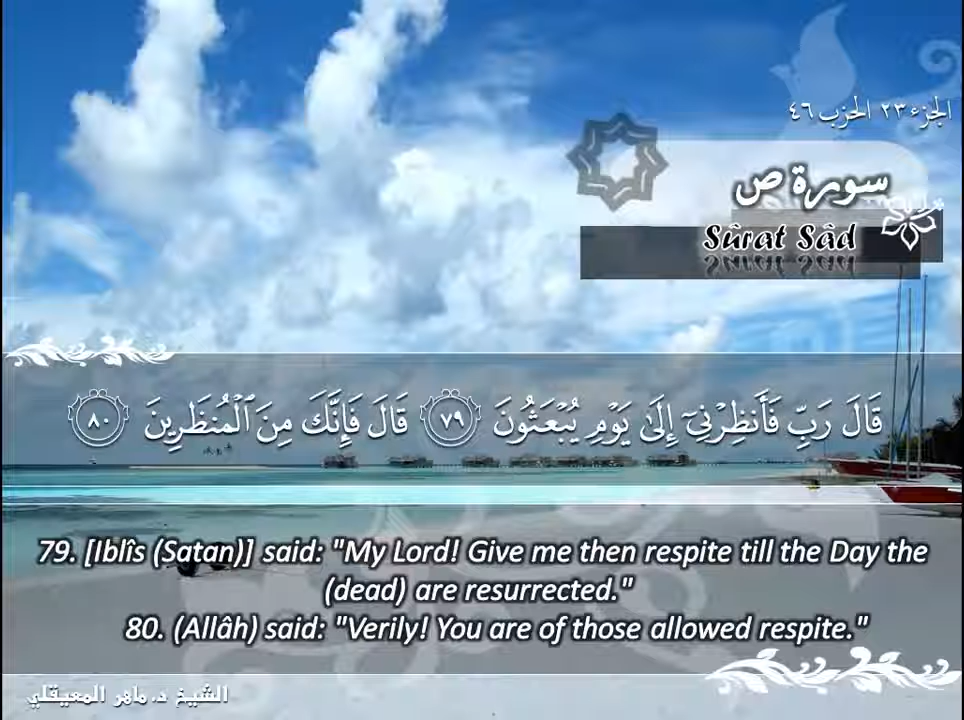 الجزء ٢٣ الحزب ٤٦
سورة ص
Sûrat Sâd
قَالَ رَبِّ فَأَنظِرْنِيٓ إِلَىٰ يَوْمِ يُبْعَثُونَ ٧٩ قَالَ فَإِنَّكَ مِنَ ٱلْمُنظَرِينَ ٨٠
79. [Iblîs (Satan)] said: "My Lord! Give me then respite till the Day the
(dead) are resurrected."
80. (Allâh) said: "Verily! You are of those allowed respite."
الشيخ د. ماهر المعيقلي